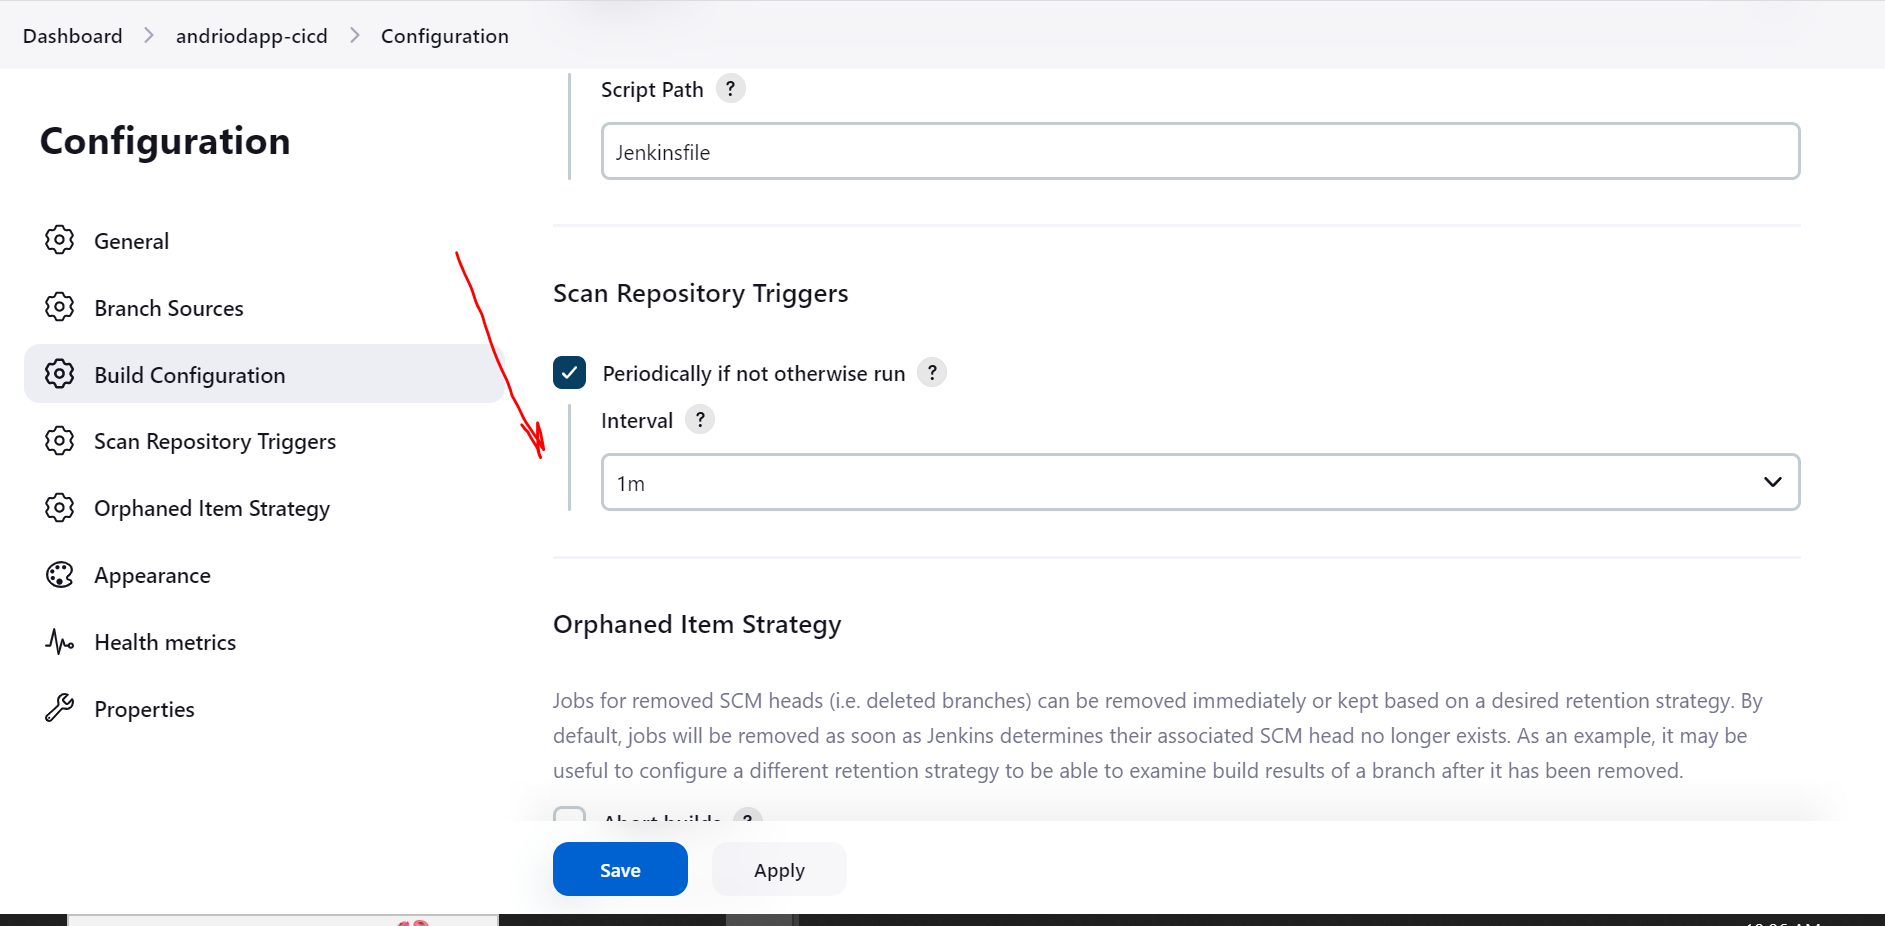 Dashboard > andriodapp-cicd > Configuration
Configuration
General
Branch Sources
Build Configuration
Scan Repository Triggers
Orphaned Item Strategy
Appearance
Health metrics
Properties
Script Path ?
Jenkinsfile
Scan Repository Triggers
Periodically if not otherwise run ?
Interval ?
1m
Orphaned Item Strategy
Jobs for removed SCM heads (i.e. deleted branches) can be removed immediately or kept based on a desired retention strategy. By
default, jobs will be removed as soon as Jenkins determines their associated SCM head no longer exists. As an example, it may be
useful to configure a different retention strategy to be able to examine build results of a branch after it has been removed.
Abort builds ?
Save
Apply